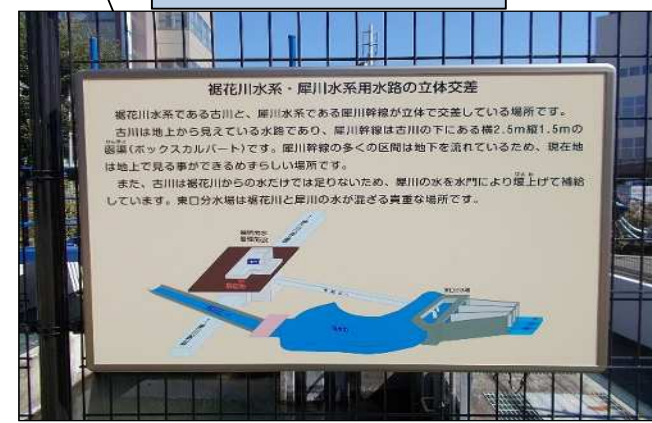 裾花川水系・犀川水系用水路の立体交差
裾花川水系である古川と、犀川水系である犀川幹線が立体で交差している場所です。
古川は地上から見えている水路であり、犀川幹線は古川の下にある横2.5m縦1.5mの
函渠(ボックスカルバート)です。犀川幹線の多くの区間は地下を流れているため、現在地
は地上で見る事ができるめずらしい場所です。
また、古川は裾花川からの水だけでは足りないため、犀川の水を水門により堰上げて補給
しています。東口分水場は裾花川と犀川の水が混ざる貴重な場所です。
東口分水場